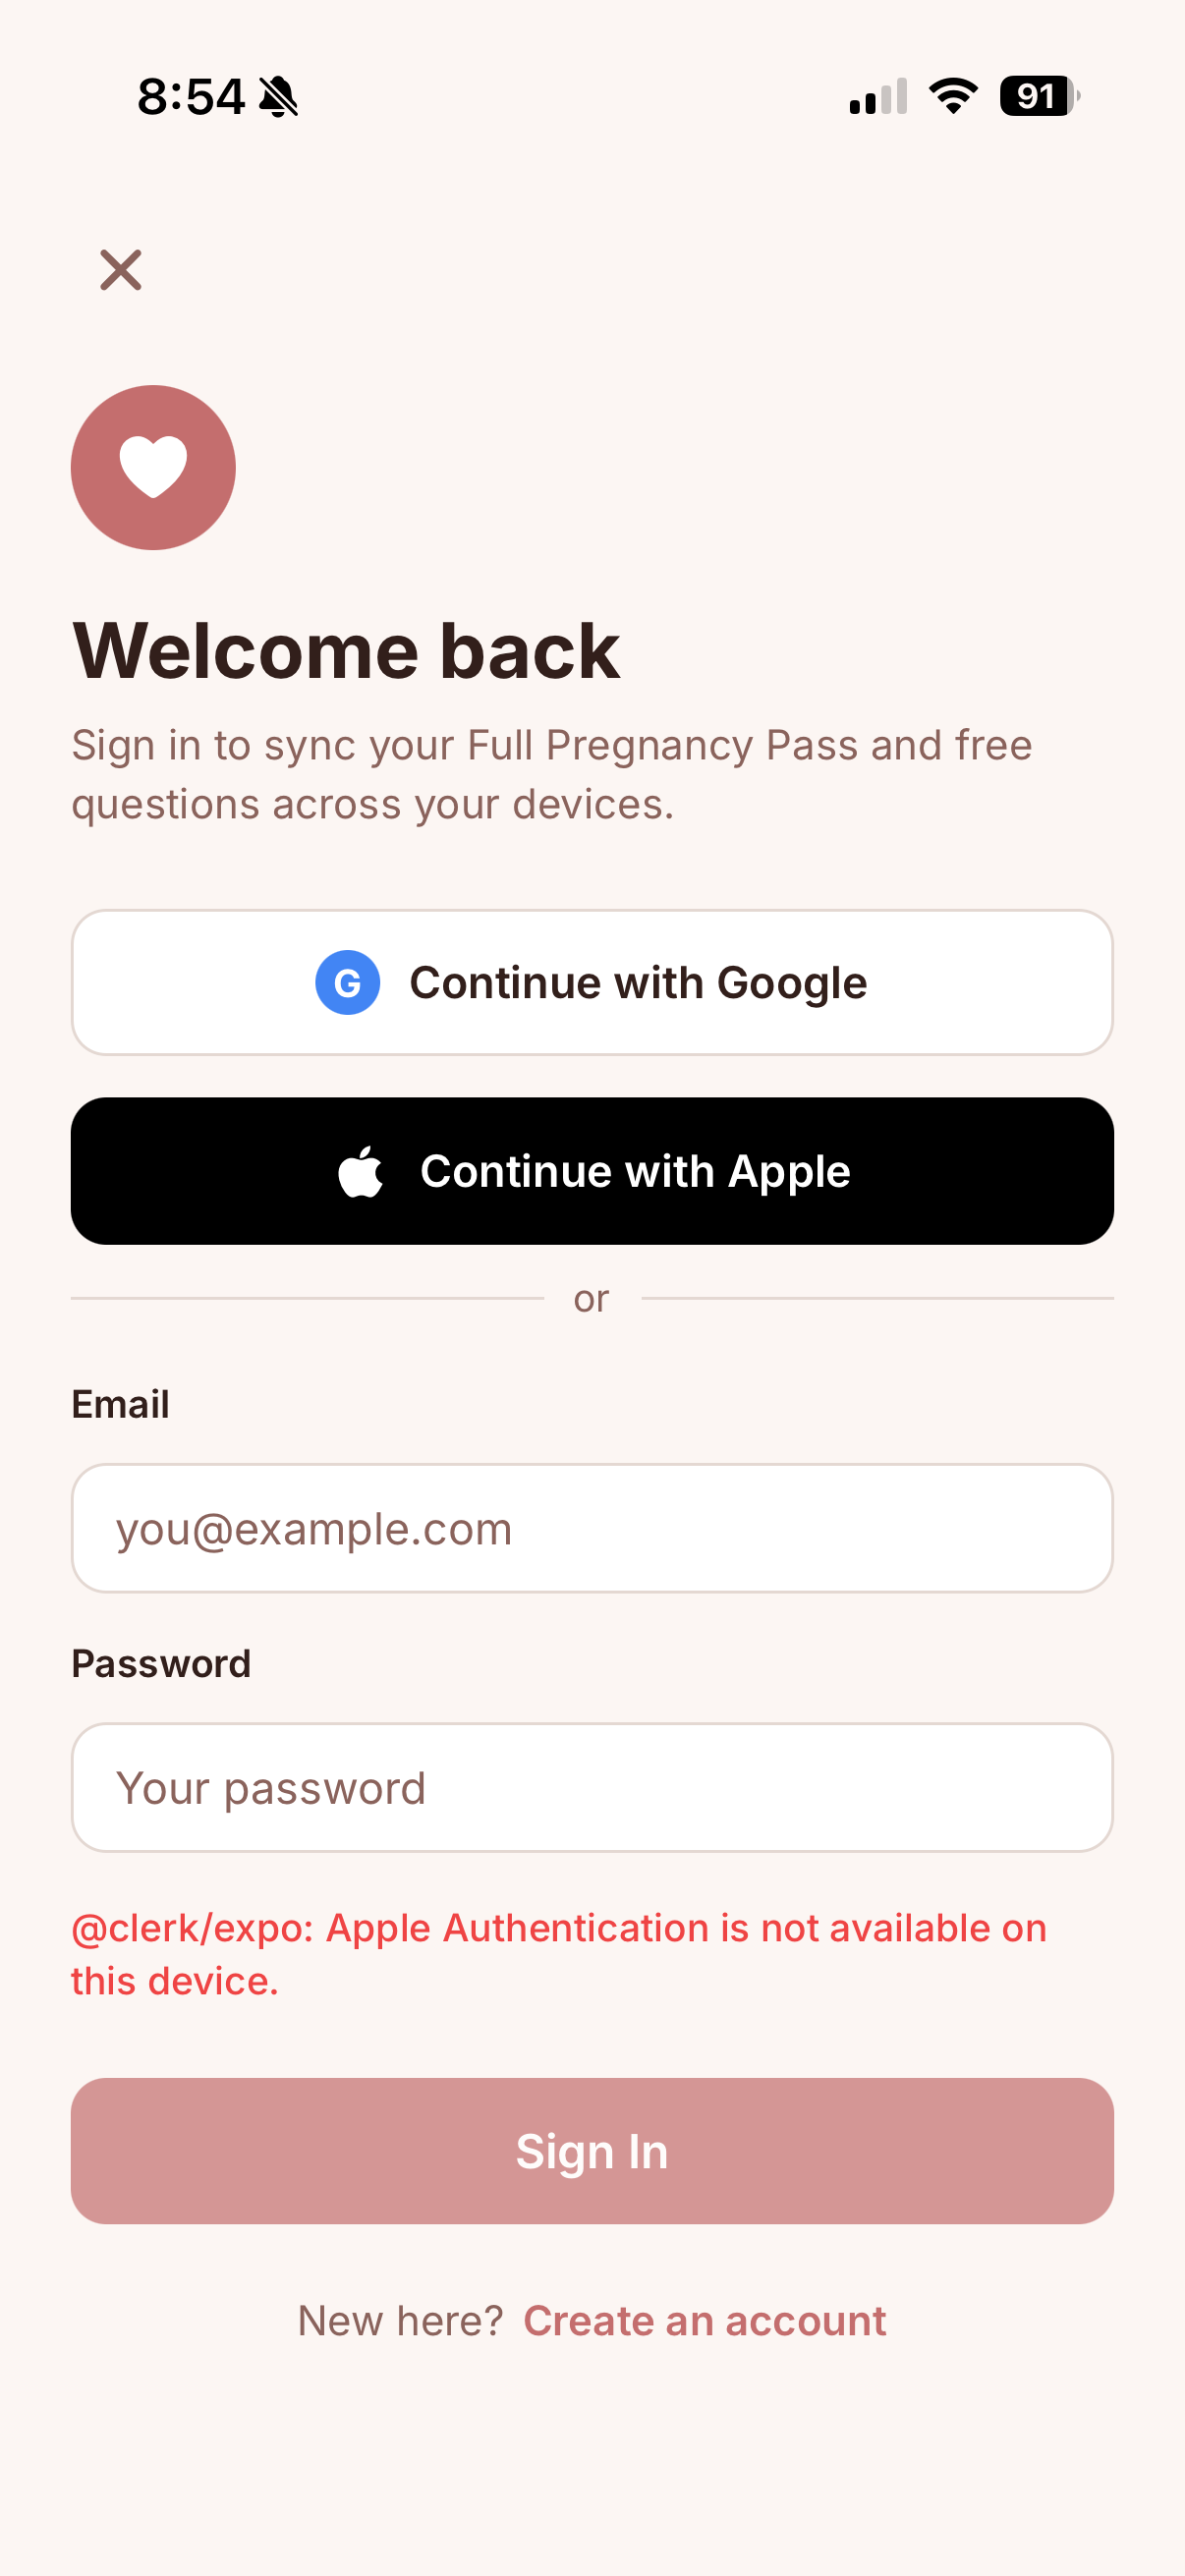 8:54
91
Welcome back
Sign in to sync your Full Pregnancy Pass and free
questions across your devices.
G Continue with Google
Continue with Apple
or
Email
you@example.com
Password
Your password
@clerk/expo: Apple Authentication is not available on
this device.
Sign In
New here? Create an account